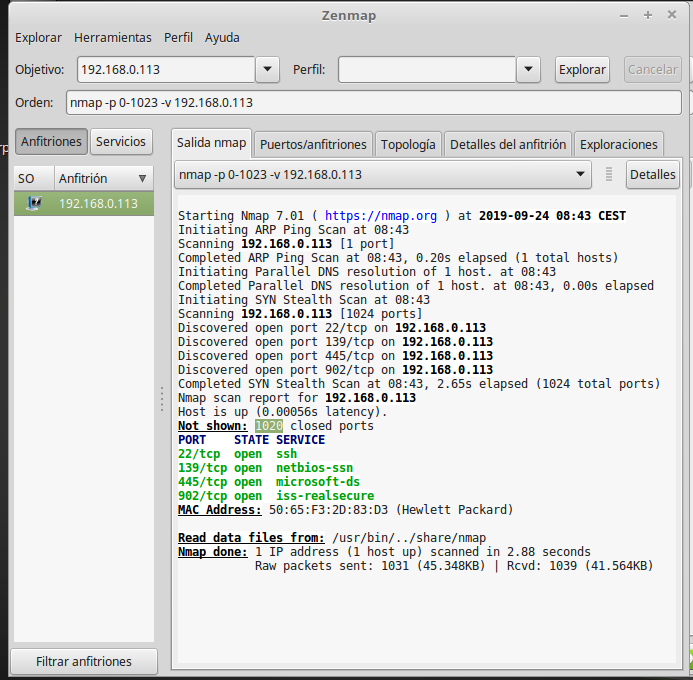 Zenmap
Explorar Herramientas Perfil Ayuda
Objetivo: 192.168.0.113 Perfil: Explorar Cancelar
Orden: nmap -p 0-1023 -v 192.168.0.113
Anfitriones Servicios
Salida nmap Puertos/anfitriones Topología Detalles del anfitrión Exploraciones
SO Anfitrión
192.168.0.113
nmap -p 0-1023 -v 192.168.0.113 Detalles
Starting Nmap 7.01 ( https://nmap.org ) at 2019-09-24 08:43 CEST
Initiating ARP Ping Scan at 08:43
Scanning 192.168.0.113 [1 port]
Completed ARP Ping Scan at 08:43, 0.20s elapsed (1 total hosts)
Initiating Parallel DNS resolution of 1 host. at 08:43
Completed Parallel DNS resolution of 1 host. at 08:43, 0.00s elapsed
Initiating SYN Stealth Scan at 08:43
Scanning 192.168.0.113 [1024 ports]
Discovered open port 22/tcp on 192.168.0.113
Discovered open port 139/tcp on 192.168.0.113
Discovered open port 445/tcp on 192.168.0.113
Discovered open port 902/tcp on 192.168.0.113
Completed SYN Stealth Scan at 08:43, 2.65s elapsed (1024 total ports)
Nmap scan report for 192.168.0.113
Host is up (0.00056s latency).
Not shown: 1020 closed ports
PORT STATE SERVICE
22/tcp open ssh
139/tcp open netbios-ssn
445/tcp open microsoft-ds
902/tcp open iss-realsecure
MAC Address: 50:65:F3:2D:83:D3 (Hewlett Packard)
Read data files from: /usr/bin/../share/nmap
Nmap done: 1 IP address (1 host up) scanned in 2.88 seconds
Raw packets sent: 1031 (45.348KB) | Rcvd: 1039 (41.564KB)
Filtrar anfitriones